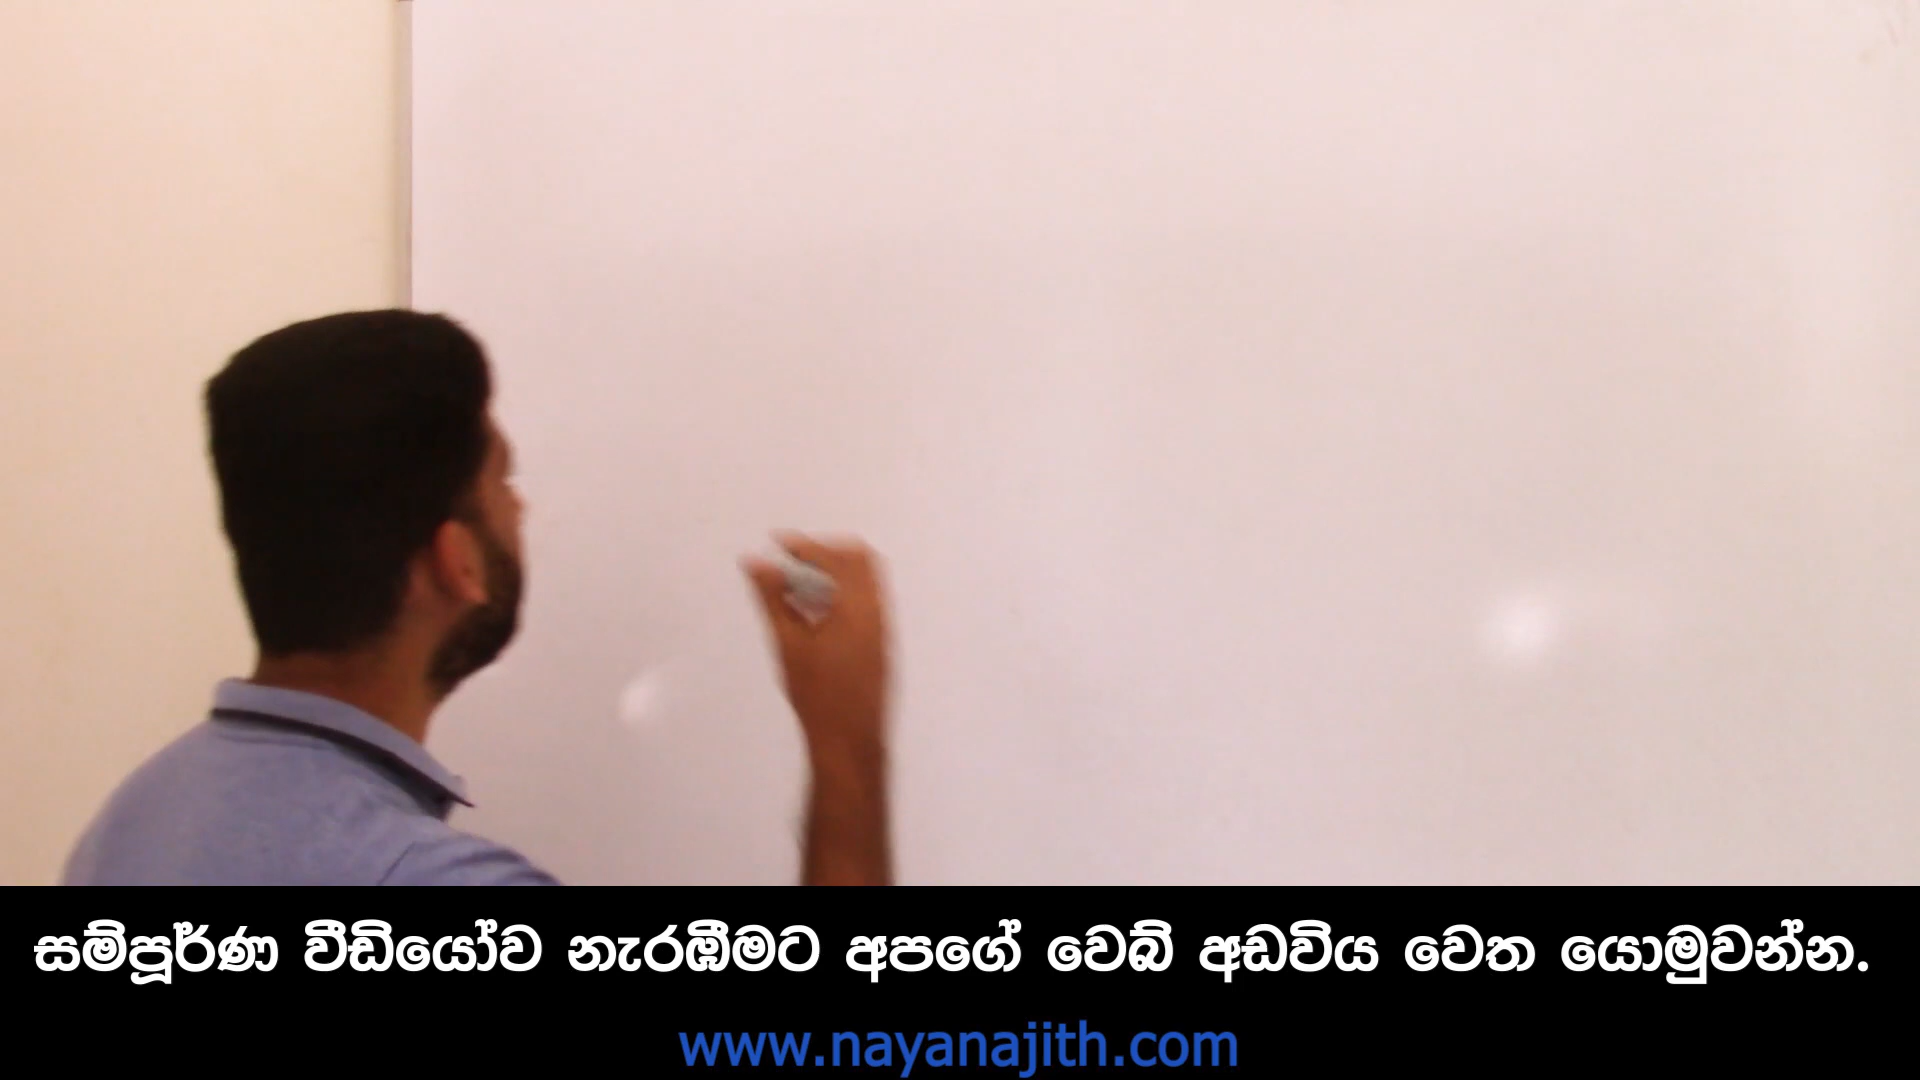 සම්පූර්ණ වීඩියෝව නැරඹීමට අපගේ වෙබ් අඩවිය වෙත යොමුවන්න.
www.nayanajith.com